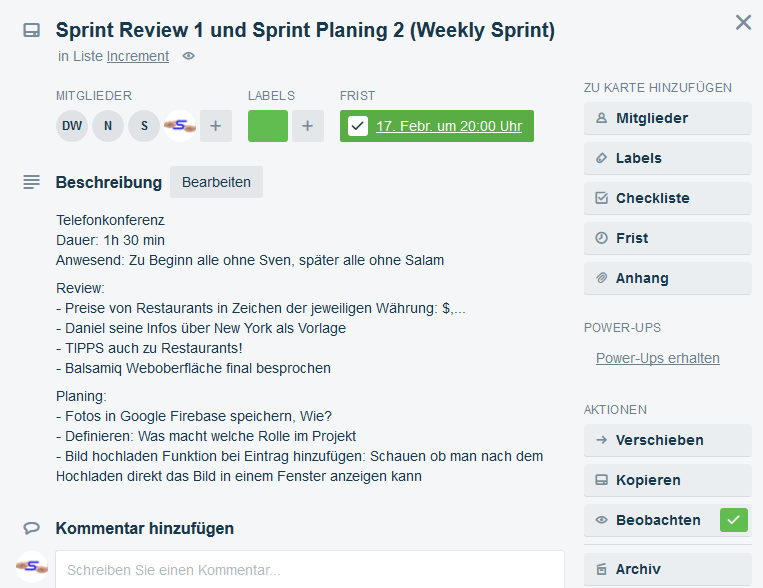 Sprint Review 1 und Sprint Planing 2 (Weekly Sprint)
in Liste Increment
MITGLIEDER
LABELS
FRIST
DW
N
S
S
+
+
17. Febr. um 20:00 Uhr
Beschreibung
Bearbeiten
Telefonkonferenz
Dauer: 1h 30 min
Anwesend: Zu Beginn alle ohne Sven, später alle ohne Salam
Review:
- Preise von Restaurants in Zeichen der jeweiligen Währung: $,...
- Daniel seine Infos über New York als Vorlage
- TIPPS auch zu Restaurants!
- Balsamiq Weboberfläche final besprochen
Planing:
- Fotos in Google Firebase speichern, Wie?
- Definieren: Was macht welche Rolle im Projekt
- Bild hochladen Funktion bei Eintrag hinzufügen: Schauen ob man nach dem
Hochladen direkt das Bild in einem Fenster anzeigen kann
Kommentar hinzufügen
S
Schreiben Sie einen Kommentar...
ZU KARTE HINZUFÜGEN
Mitglieder
Labels
Checkliste
Frist
Anhang
POWER-UPS
Power-Ups erhalten
AKTIONEN
Verschieben
Kopieren
Beobachten
Archiv